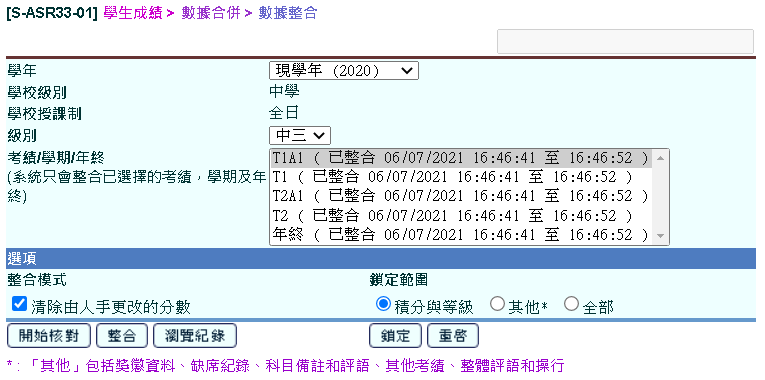 [S-ASR33-01] 學生成績 > 數據合併 > 數據整合
學年 現學年 (2020)
學校級別 中學
學校授課制 全日
級別 中三
考績/學期/年終
(系統只會整合已選擇的考績，學期及年終)
T1A1 ( 已整合 06/07/2021 16:46:41 至 16:46:52 )
T1 ( 已整合 06/07/2021 16:46:41 至 16:46:52 )
T2A1 ( 已整合 06/07/2021 16:46:41 至 16:46:52 )
T2 ( 已整合 06/07/2021 16:46:41 至 16:46:52 )
年終 ( 已整合 06/07/2021 16:46:41 至 16:46:52 )
選項
整合模式 鎖定範圍
清除由人手更改的分數 積分與等級 其他* 全部
開始核對 整合 瀏覽紀錄 鎖定 重啓
* : 「其他」包括獎懲資料、缺席紀錄、科目備註和評語、其他考績、整體評語和操行